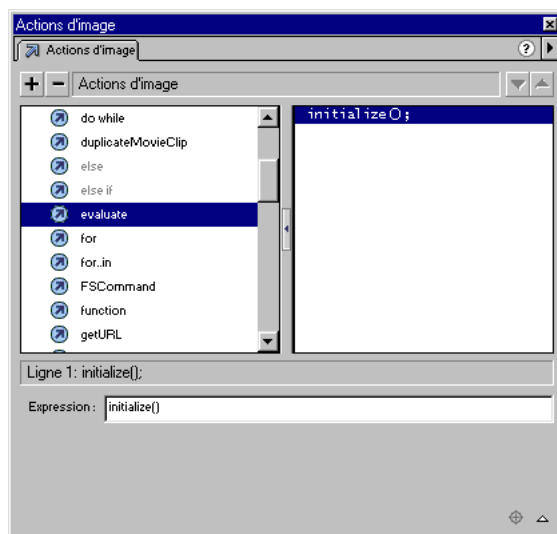 Actions d'image
Actions d'image
?
+ − Actions d'image
do while
duplicateMovieClip
else
else if
evaluate
for
for..in
FSCommand
function
getURL
initialize();
Ligne 1: initialize();
Expression : initialize()